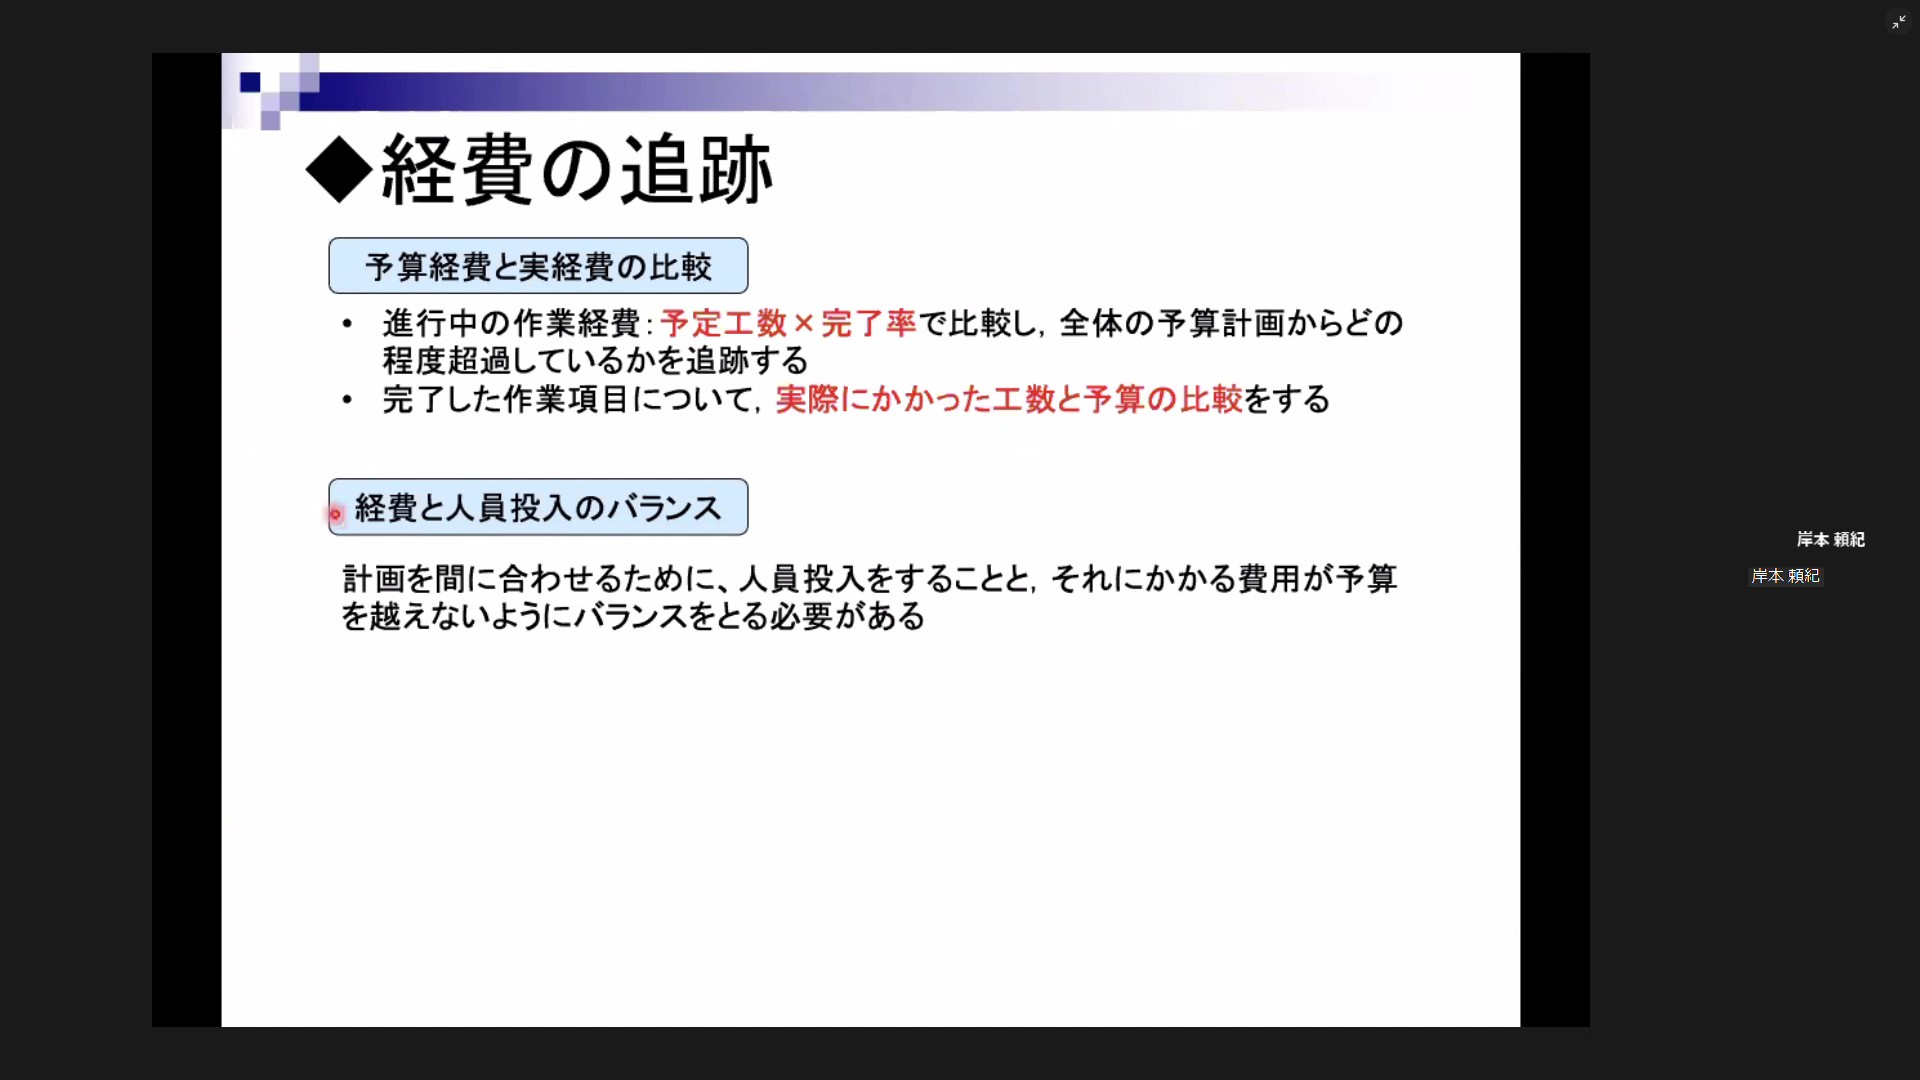 ◆経費の追跡
予算経費と実経費の比較
• 進行中の作業経費：予定工数×完了率で比較し，全体の予算計画からどの
程度超過しているかを追跡する
• 完了した作業項目について，実際にかかった工数と予算の比較をする
経費と人員投入のバランス
計画を間に合わせるために、人員投入をすることと，それにかかる費用が予算
を越えないようにバランスをとる必要がある
岸本 頼紀
岸本 頼紀